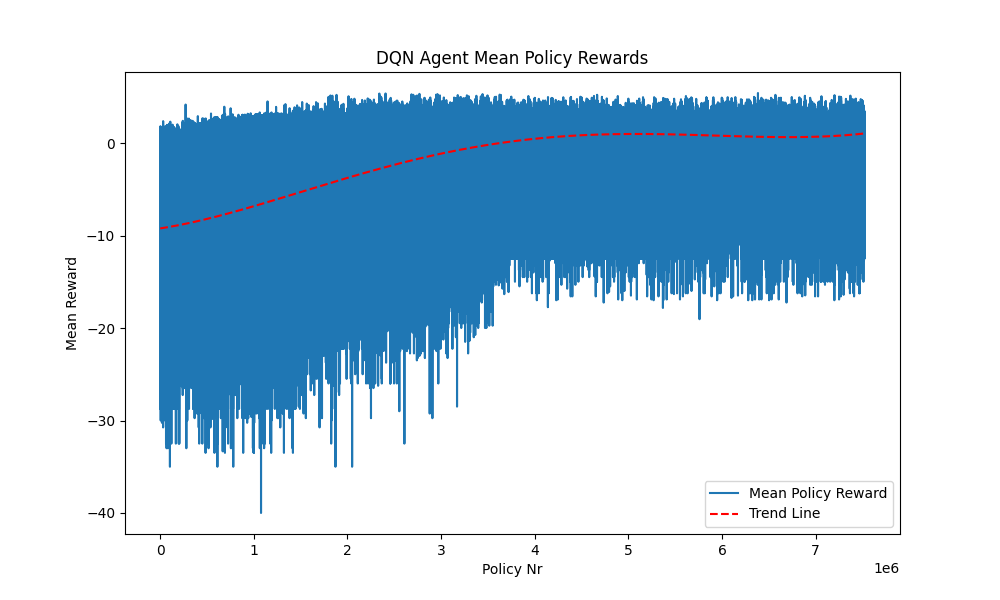 DQN Agent Mean Policy Rewards
Mean Reward
0
−10
−20
−30
−40
0 1 2 3 4 5 6 7
1e6
Policy Nr
Mean Policy Reward
Trend Line